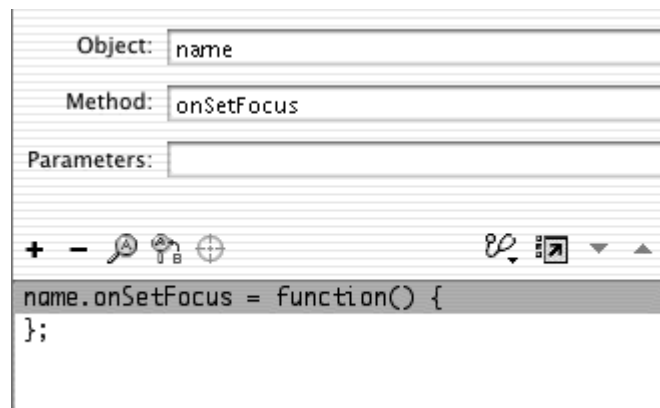 Object: name
Method: onSetFocus
Parameters:
name.onSetFocus = function() {
};